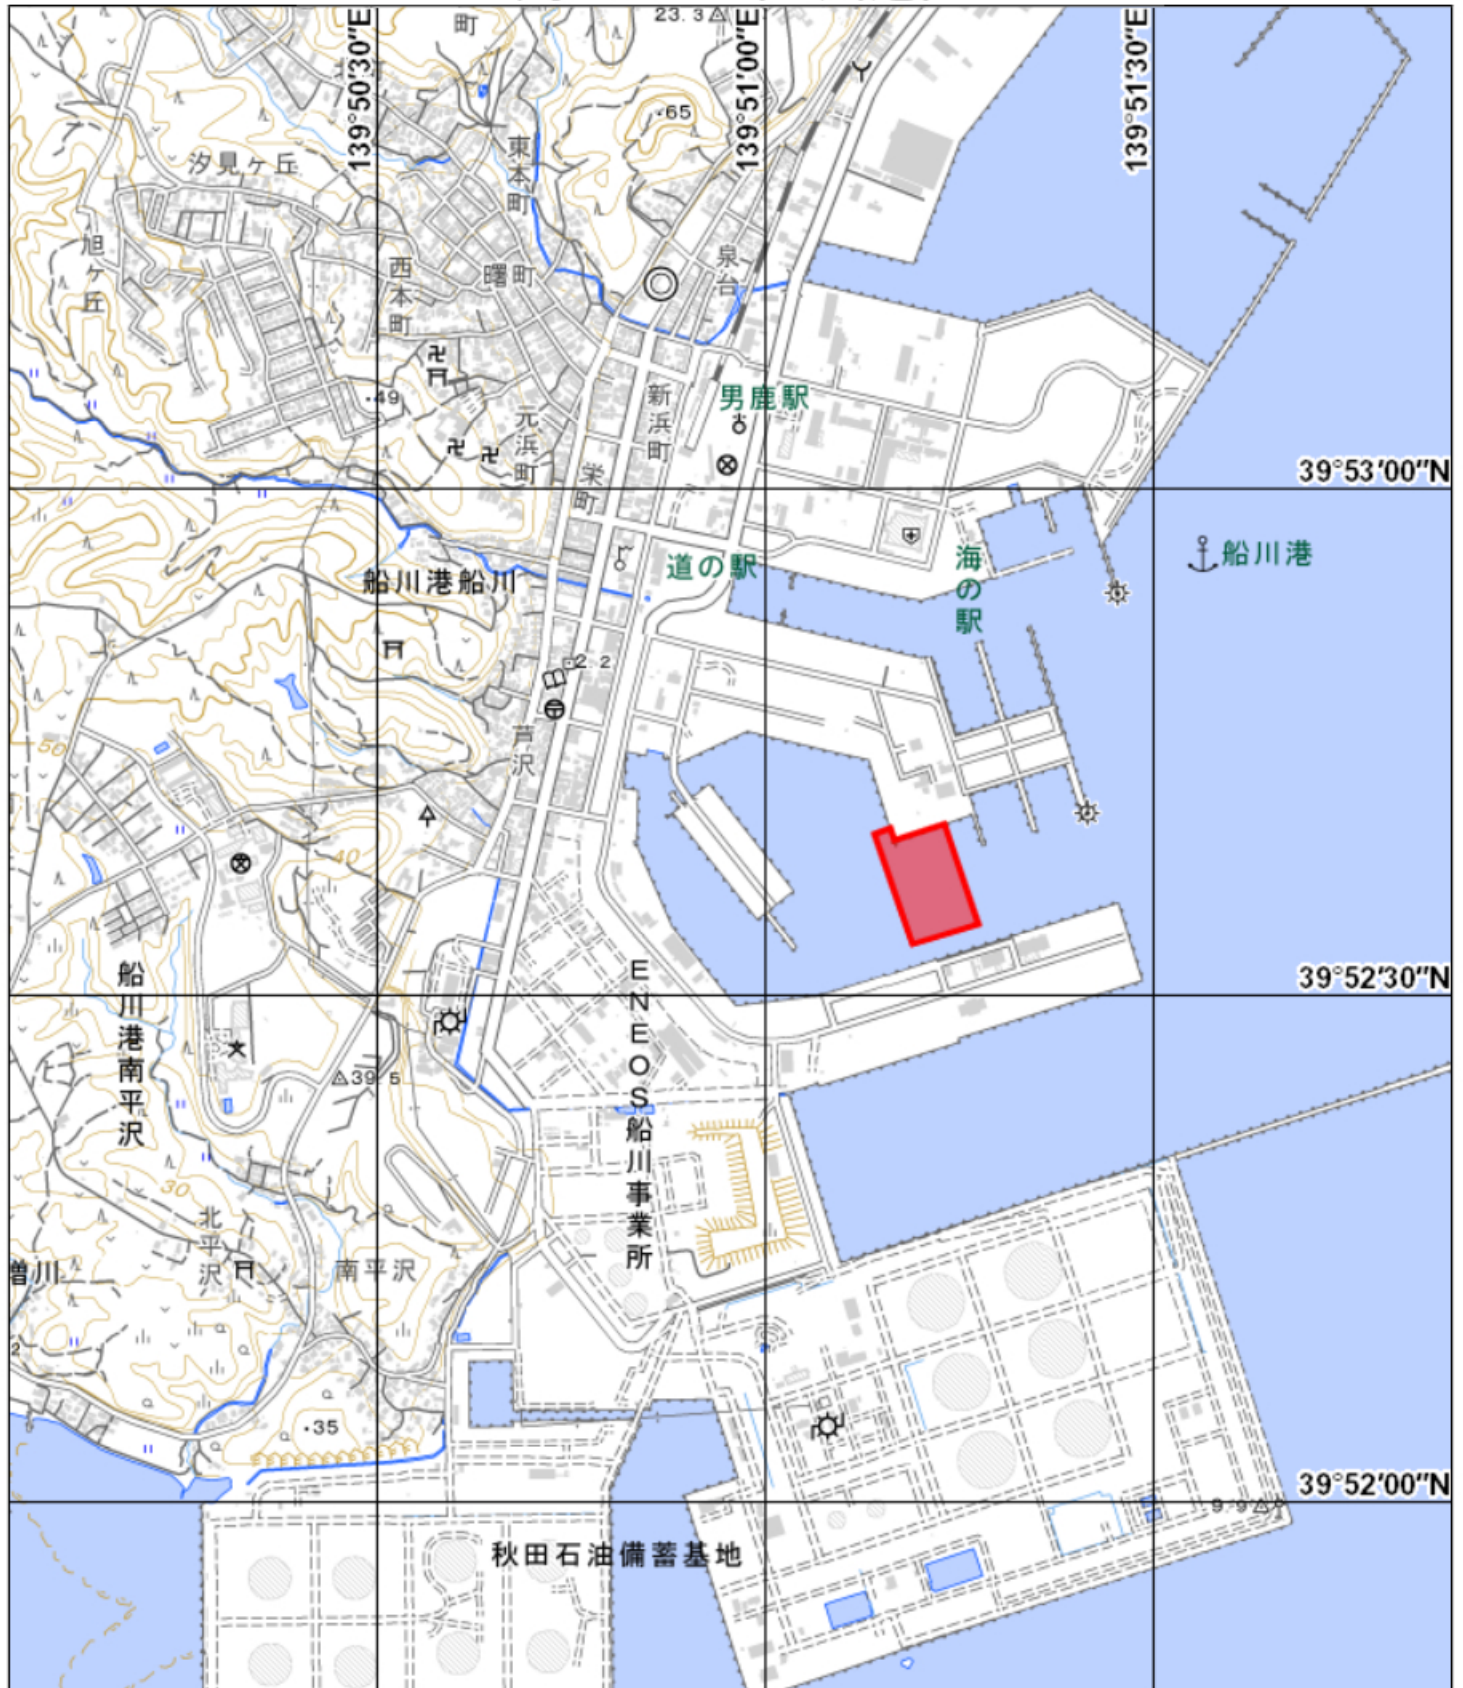 町
23.3
139°50′30″E
139°51′00″E
139°51′30″E
65
東本町
汐見ヶ丘
旭ヶ丘
西本町
曙町
泉台
49
新浜町
男鹿駅
元浜町
栄町
39°53′00″N
道の駅
海の駅
船川港
船川港船川
2.2
芦沢
50
40
船川港南平沢
ENEOS船川事業所
39°52′30″N
39.5
30
北平沢
増川
南平沢
2
35
39°52′00″N
9.9
秋田石油備蓄基地